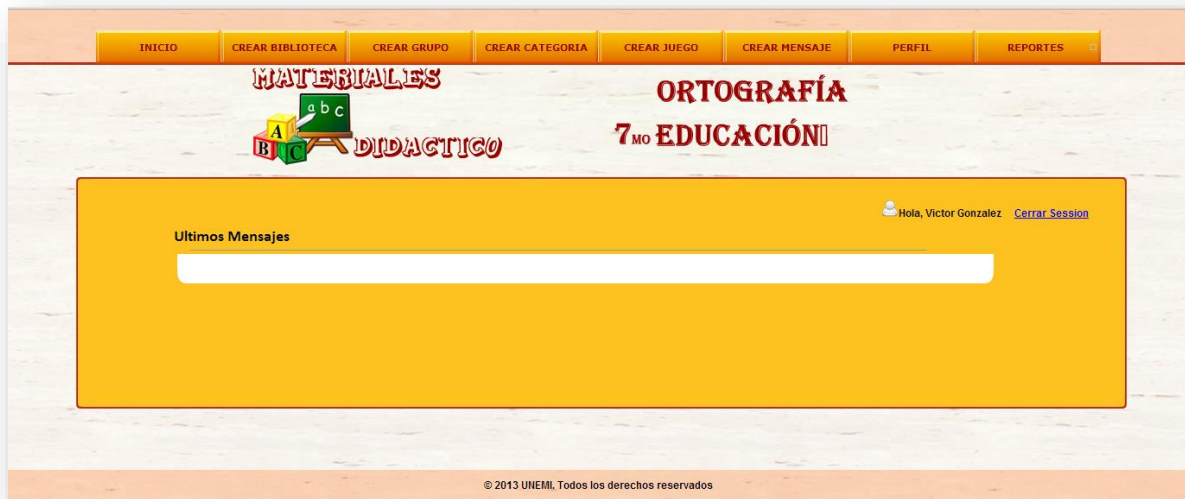 INICIO CREAR BIBLIOTECA CREAR GRUPO CREAR CATEGORIA CREAR JUEGO CREAR MENSAJE PERFIL REPORTES
MATERIALES
a b c
A
B C
DIDACTICO
ORTOGRAFÍA
7MO EDUCACIÓN
Hola, Victor Gonzalez Cerrar Session
Ultimos Mensajes
© 2013 UNEMI, Todos los derechos reservados